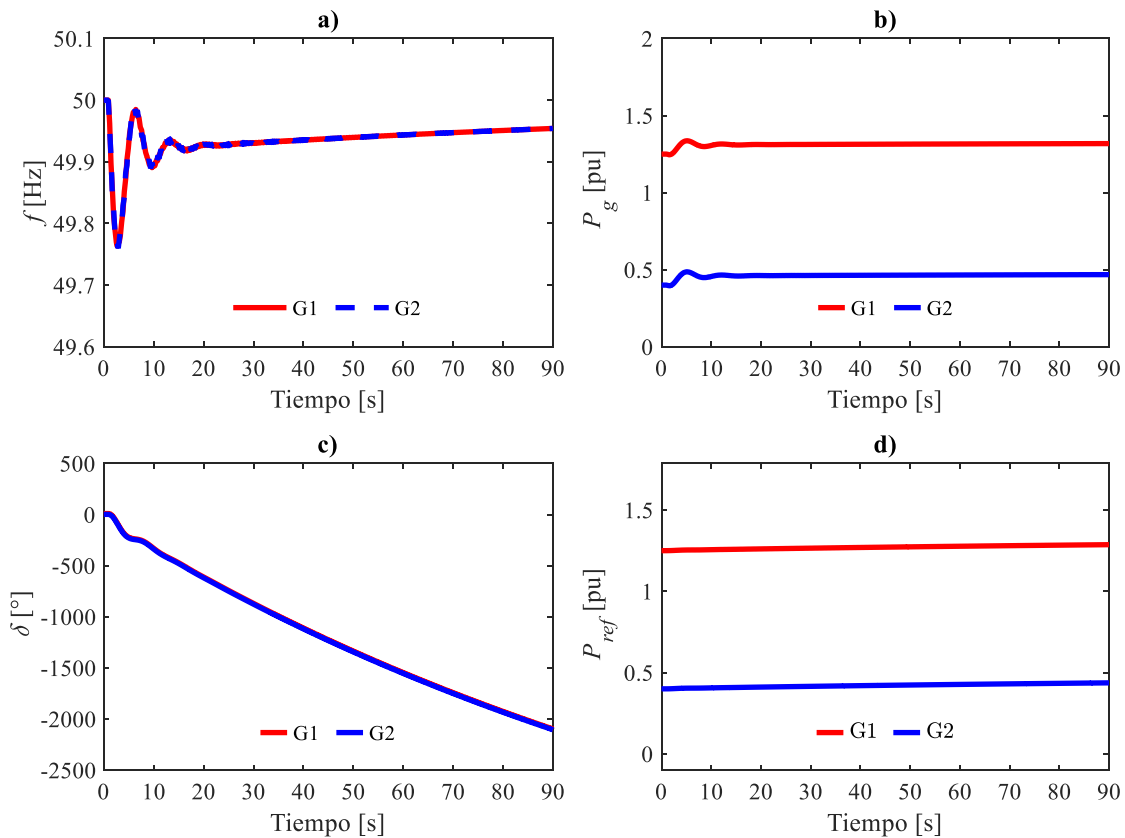 a)
50.1
50
49.9
49.8
49.7
49.6
f [Hz]
G1 G2
0 10 20 30 40 50 60 70 80 90
Tiempo [s]
b)
2
1.5
1
0.5
0
P g [pu]
G1 G2
0 10 20 30 40 50 60 70 80 90
Tiempo [s]
c)
500
0
-500
-1000
-1500
-2000
-2500
δ [°]
G1 G2
0 10 20 30 40 50 60 70 80 90
Tiempo [s]
d)
1.5
1
0.5
0
P ref [pu]
G1 G2
0 10 20 30 40 50 60 70 80 90
Tiempo [s]